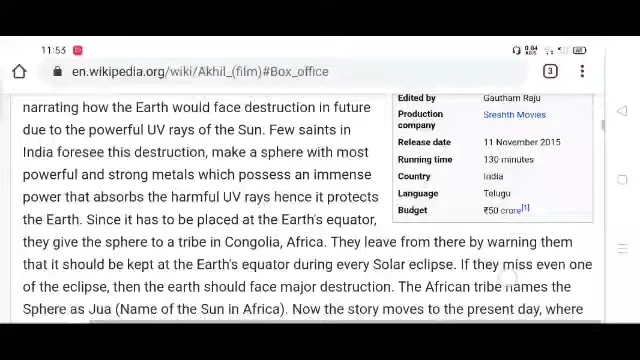 11:53
0.04
KB/S
en.wikipedia.org/wiki/Akhil_(film)#Box_office
3
narrating how the Earth would face destruction in future
due to the powerful UV rays of the Sun. Few saints in
India foresee this destruction, make a sphere with most
powerful and strong metals which possess an immense
power that absorbs the harmful UV rays hence it protects
the Earth. Since it has to be placed at the Earth's equator,
they give the sphere to a tribe in Congolia, Africa. They leave from there by warning them
that it should be kept at the Earth's equator during every Solar eclipse. If they miss even one
of the eclipse, then the earth should face major destruction. The African tribe names the
Sphere as Jua (Name of the Sun in Africa). Now the story moves to the present day, where
Edited by Gautham Raju
Production Sreshth Movies
company
Release date 11 November 2015
Running time 130 minutes
Country India
Language Telugu
Budget ₹50 crore[1]